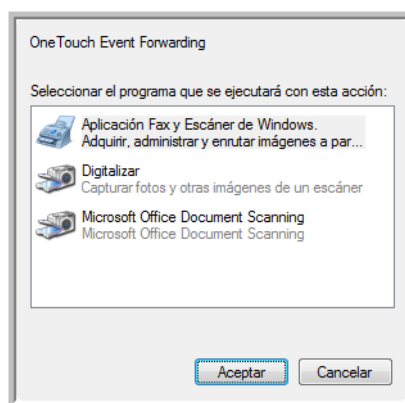 OneTouch Event Forwarding
Seleccionar el programa que se ejecutará con esta acción:
Aplicación Fax y Escáner de Windows.
Adquirir, administrar y enrutar imágenes a par...
Digitalizar
Capturar fotos y otras imágenes de un escáner
Microsoft Office Document Scanning
Microsoft Office Document Scanning
Aceptar Cancelar